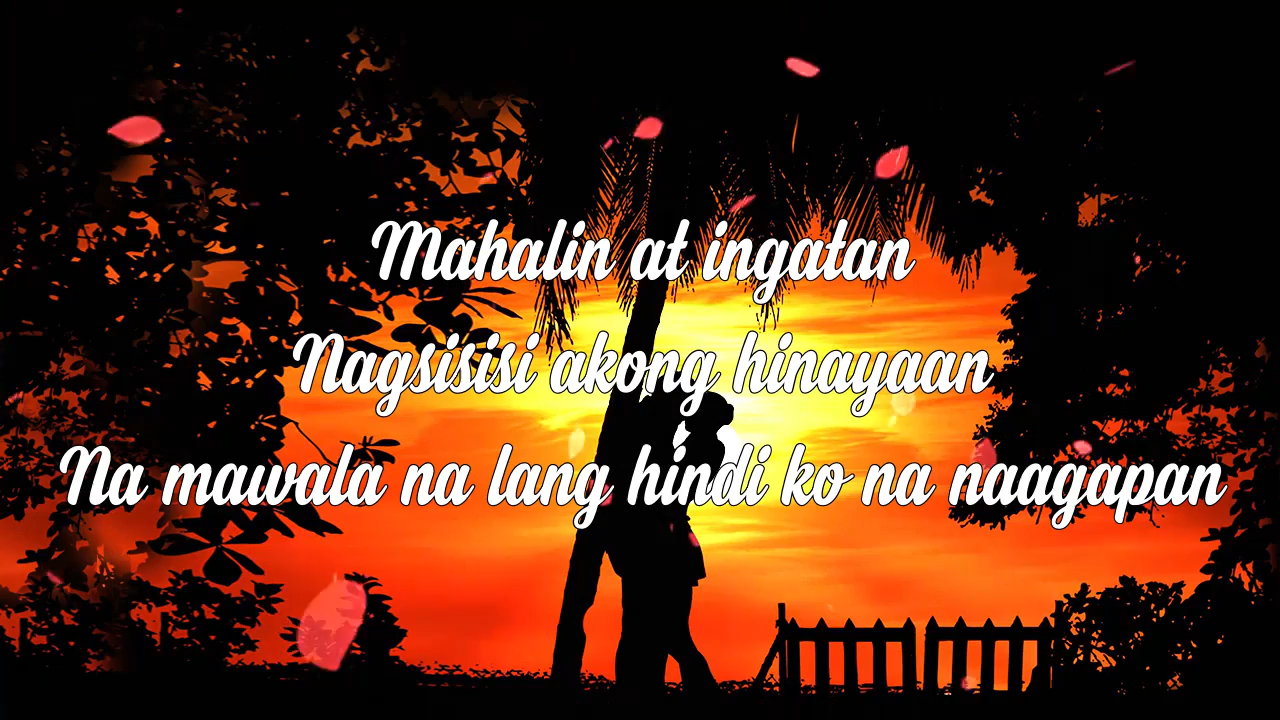 Mahalin at ingatan
Nagsisisi akong hinayaan
Na mawala na lang hindi ko na naagapan